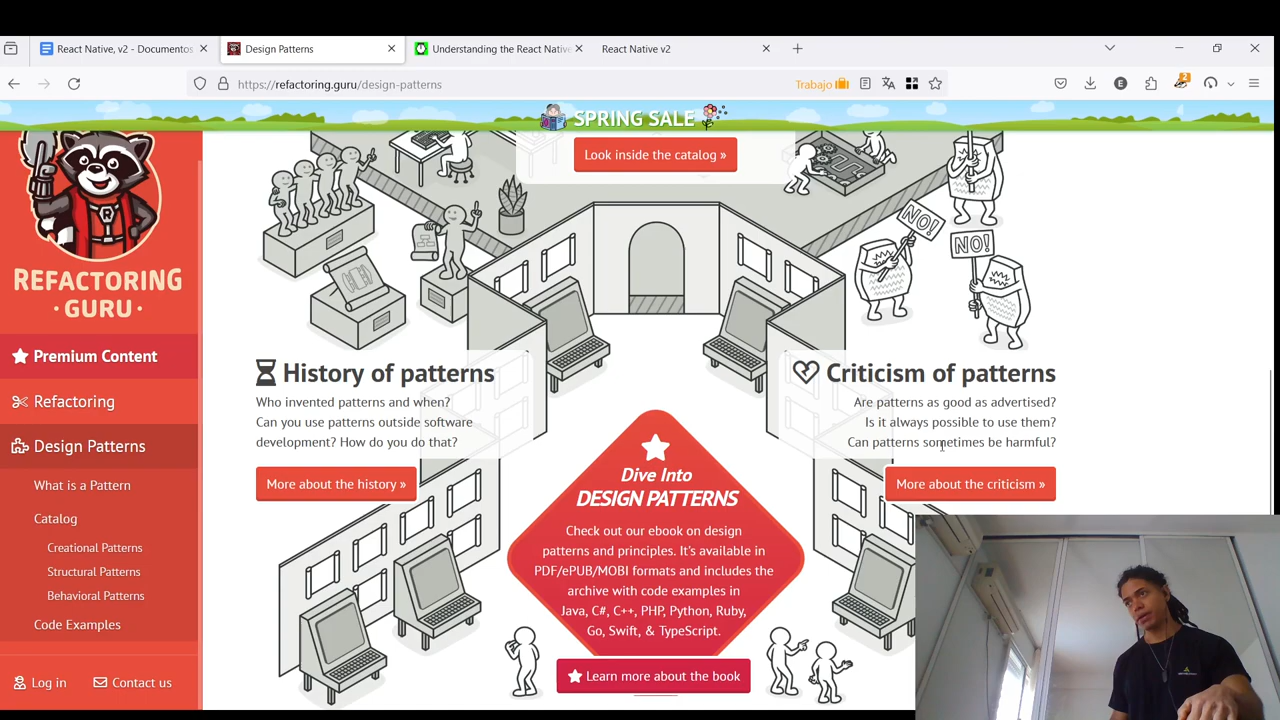 React Native, v2 - Documentos
Design Patterns
Understanding the React Native
React Native v2
https://refactoring.guru/design-patterns
Trabajo
E
2
SPRING SALE
Look inside the catalog »
NO!
NO!
R
REFACTORING
· GURU ·
Premium Content
Refactoring
Design Patterns
What is a Pattern
Catalog
Creational Patterns
Structural Patterns
Behavioral Patterns
Code Examples
Log in
Contact us
History of patterns
Who invented patterns and when?
Can you use patterns outside software
development? How do you do that?
More about the history »
Criticism of patterns
Are patterns as good as advertised?
Is it always possible to use them?
Can patterns sometimes be harmful?
More about the criticism »
Dive Into
DESIGN PATTERNS
Check out our ebook on design
patterns and principles. It's available in
PDF/ePUB/MOBI formats and includes the
archive with code examples in
Java, C#, C++, PHP, Python, Ruby,
Go, Swift, & TypeScript.
Learn more about the book